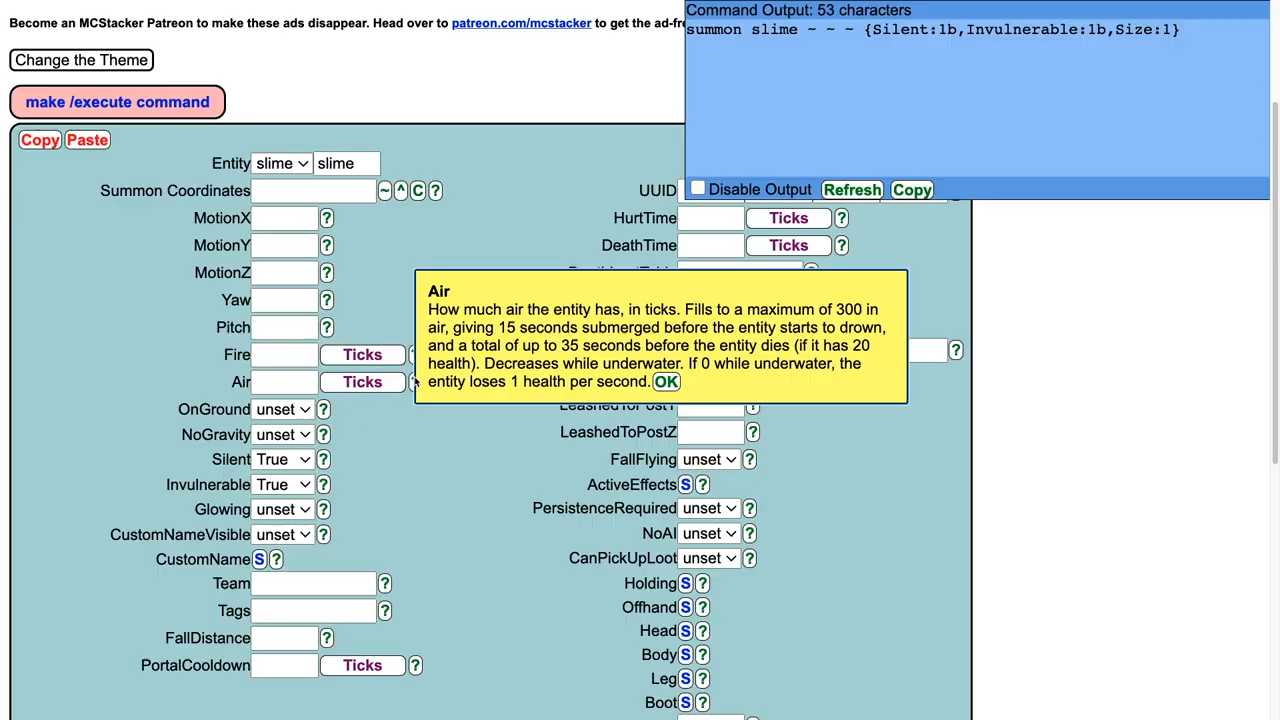 Become an MCStacker Patreon to make these ads disappear. Head over to patreon.com/mcstacker to get the ad-fre
Command Output: 53 characters
summon slime ~ ~ ~ {Silent:1b,Invulnerable:1b,Size:1}
Disable Output Refresh Copy
Change the Theme
make /execute command
Copy Paste
Entity slime slime
Summon Coordinates ~ ^ C ?
MotionX ?
MotionY ?
MotionZ ?
Yaw ?
Pitch ?
Fire Ticks
Air Ticks
OnGround unset ?
NoGravity unset ?
Silent True ?
Invulnerable True ?
Glowing unset ?
CustomNameVisible unset ?
CustomName S ?
Team ?
Tags ?
FallDistance ?
PortalCooldown Ticks ?
UUID
HurtTime Ticks ?
DeathTime Ticks ?
Air
How much air the entity has, in ticks. Fills to a maximum of 300 in
air, giving 15 seconds submerged before the entity starts to drown,
and a total of up to 35 seconds before the entity dies (if it has 20
health). Decreases while underwater. If 0 while underwater, the
entity loses 1 health per second. OK
?
LeashedToPostY
LeashedToPostZ ?
FallFlying unset ?
ActiveEffects S ?
PersistenceRequired unset ?
NoAI unset ?
CanPickUpLoot unset ?
Holding S ?
Offhand S ?
Head S ?
Body S ?
Leg S ?
Boot S ?